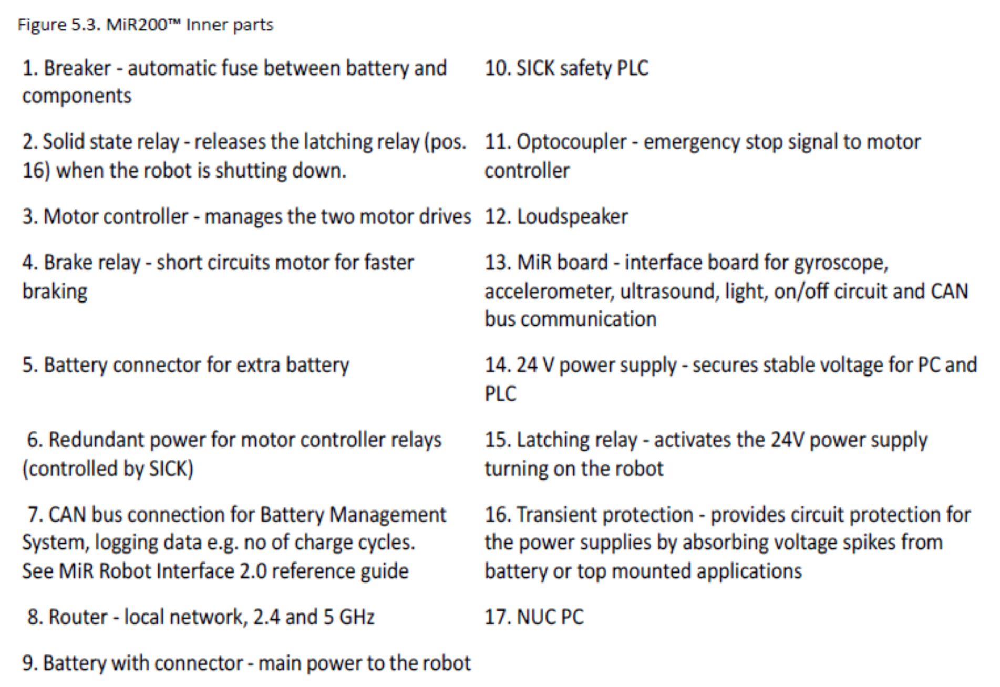 Figure 5.3. MiR200™ Inner parts
1. Breaker - automatic fuse between battery and
components
2. Solid state relay - releases the latching relay (pos.
16) when the robot is shutting down.
3. Motor controller - manages the two motor drives
4. Brake relay - short circuits motor for faster
braking
5. Battery connector for extra battery
6. Redundant power for motor controller relays
(controlled by SICK)
7. CAN bus connection for Battery Management
System, logging data e.g. no of charge cycles.
See MiR Robot Interface 2.0 reference guide
8. Router - local network, 2.4 and 5 GHz
9. Battery with connector - main power to the robot
10. SICK safety PLC
11. Optocoupler - emergency stop signal to motor
controller
12. Loudspeaker
13. MiR board - interface board for gyroscope,
accelerometer, ultrasound, light, on/off circuit and CAN
bus communication
14. 24 V power supply - secures stable voltage for PC and
PLC
15. Latching relay - activates the 24V power supply
turning on the robot
16. Transient protection - provides circuit protection for
the power supplies by absorbing voltage spikes from
battery or top mounted applications
17. NUC PC